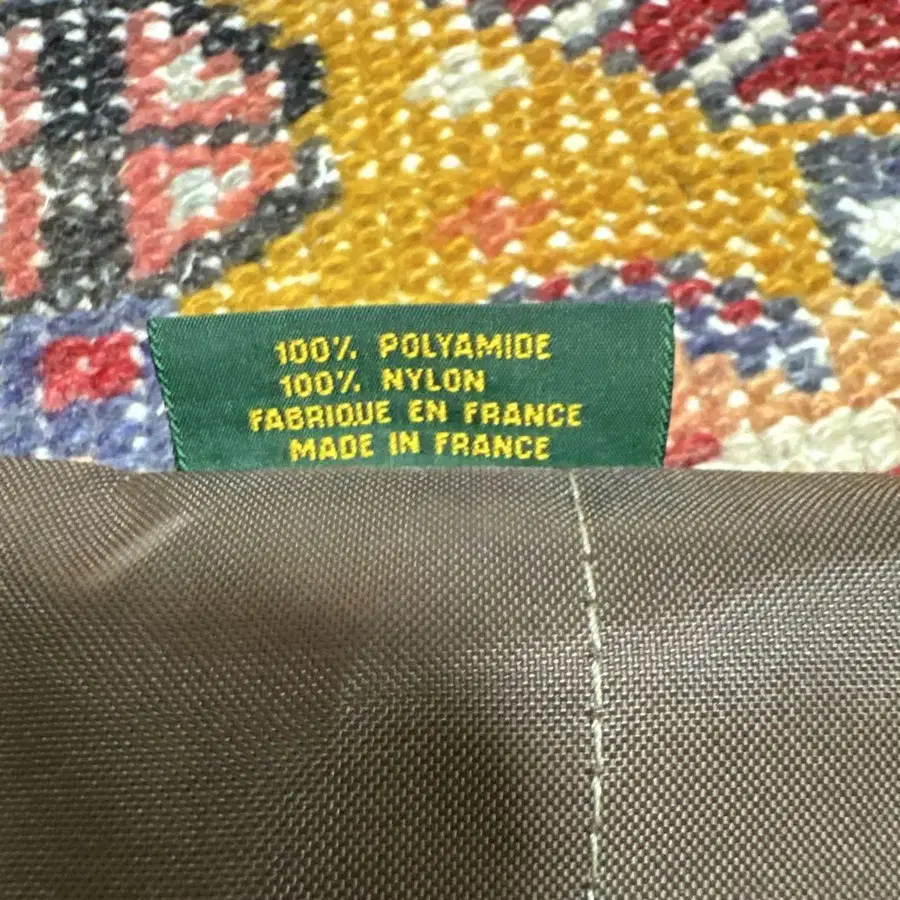 100% POLYAMIDE
100% NYLON
FABRIQUE EN FRANCE
MADE IN FRANCE